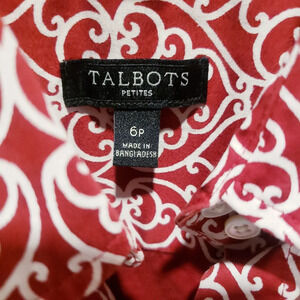 TALBOTS
PETITES
6P
MADE IN
BANGLADESH